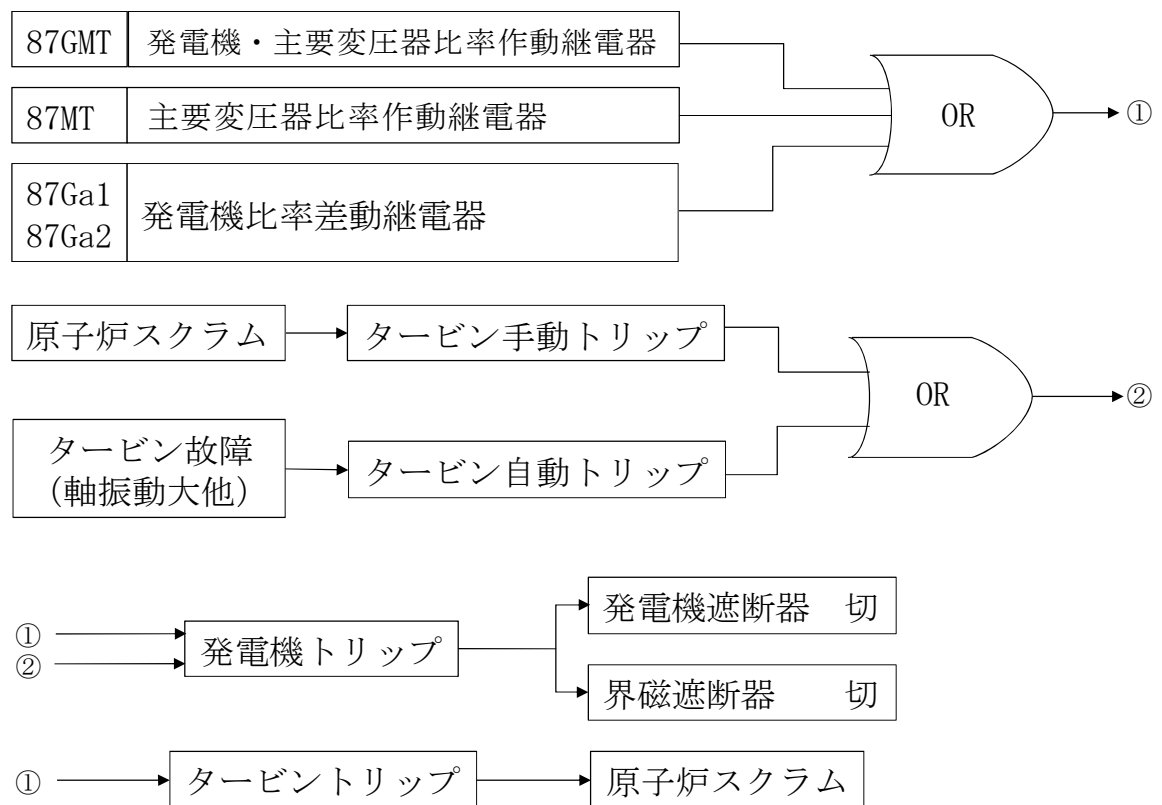 87GMT 発電機・主要変圧器比率作動継電器
87MT 主要変圧器比率作動継電器
OR
①
87Ga1
87Ga2
発電機比率差動継電器
原子炉スクラム
タービン手動トリップ
OR
②
タービン故障
(軸振動大他)
タービン自動トリップ
発電機遮断器 切
①
②
発電機トリップ
界磁遮断器 切
①
タービントリップ
原子炉スクラム